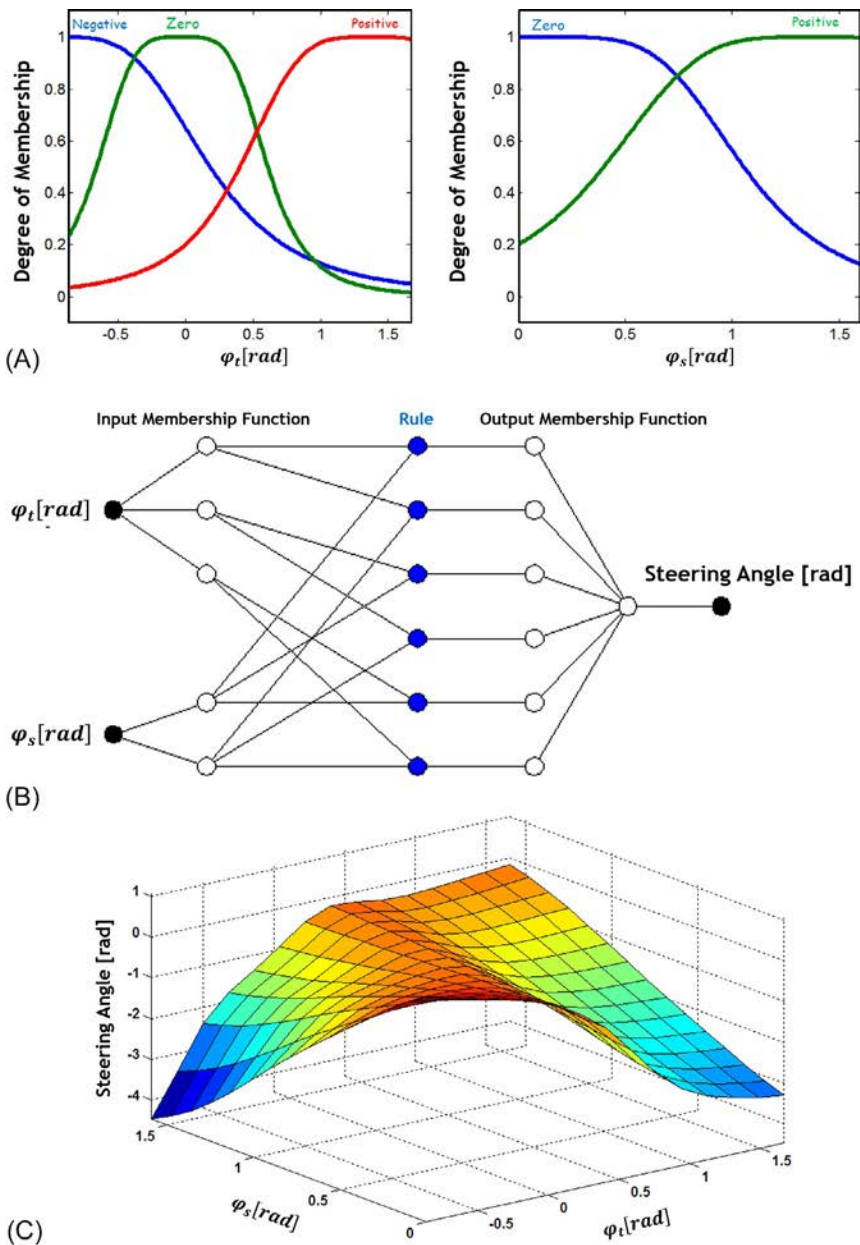 Negative Zero Positive
1
0.8
0.6
0.4
0.2
0
Degree of Membership
-0.5 0 0.5 1 1.5
φt[rad]
Zero Positive
1
0.8
0.6
0.4
0.2
0
Degree of Membership
0 0.5 1 1.5
φs[rad]
(A)
Input Membership Function Rule Output Membership Function
φt[rad]
Steering Angle [rad]
φs[rad]
(B)
1
0
-1
-2
-3
-4
Steering Angle [rad]
1.5
1
0.5
0
φs[rad]
-0.5
0
0.5
1
1.5
φt[rad]
(C)